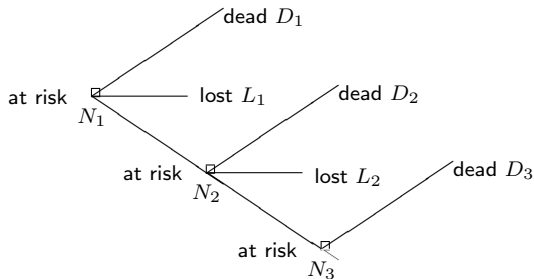 dead D₁
at risk
lost L₁
N₁
dead D₂
at risk
lost L₂
N₂
dead D₃
at risk
N₃